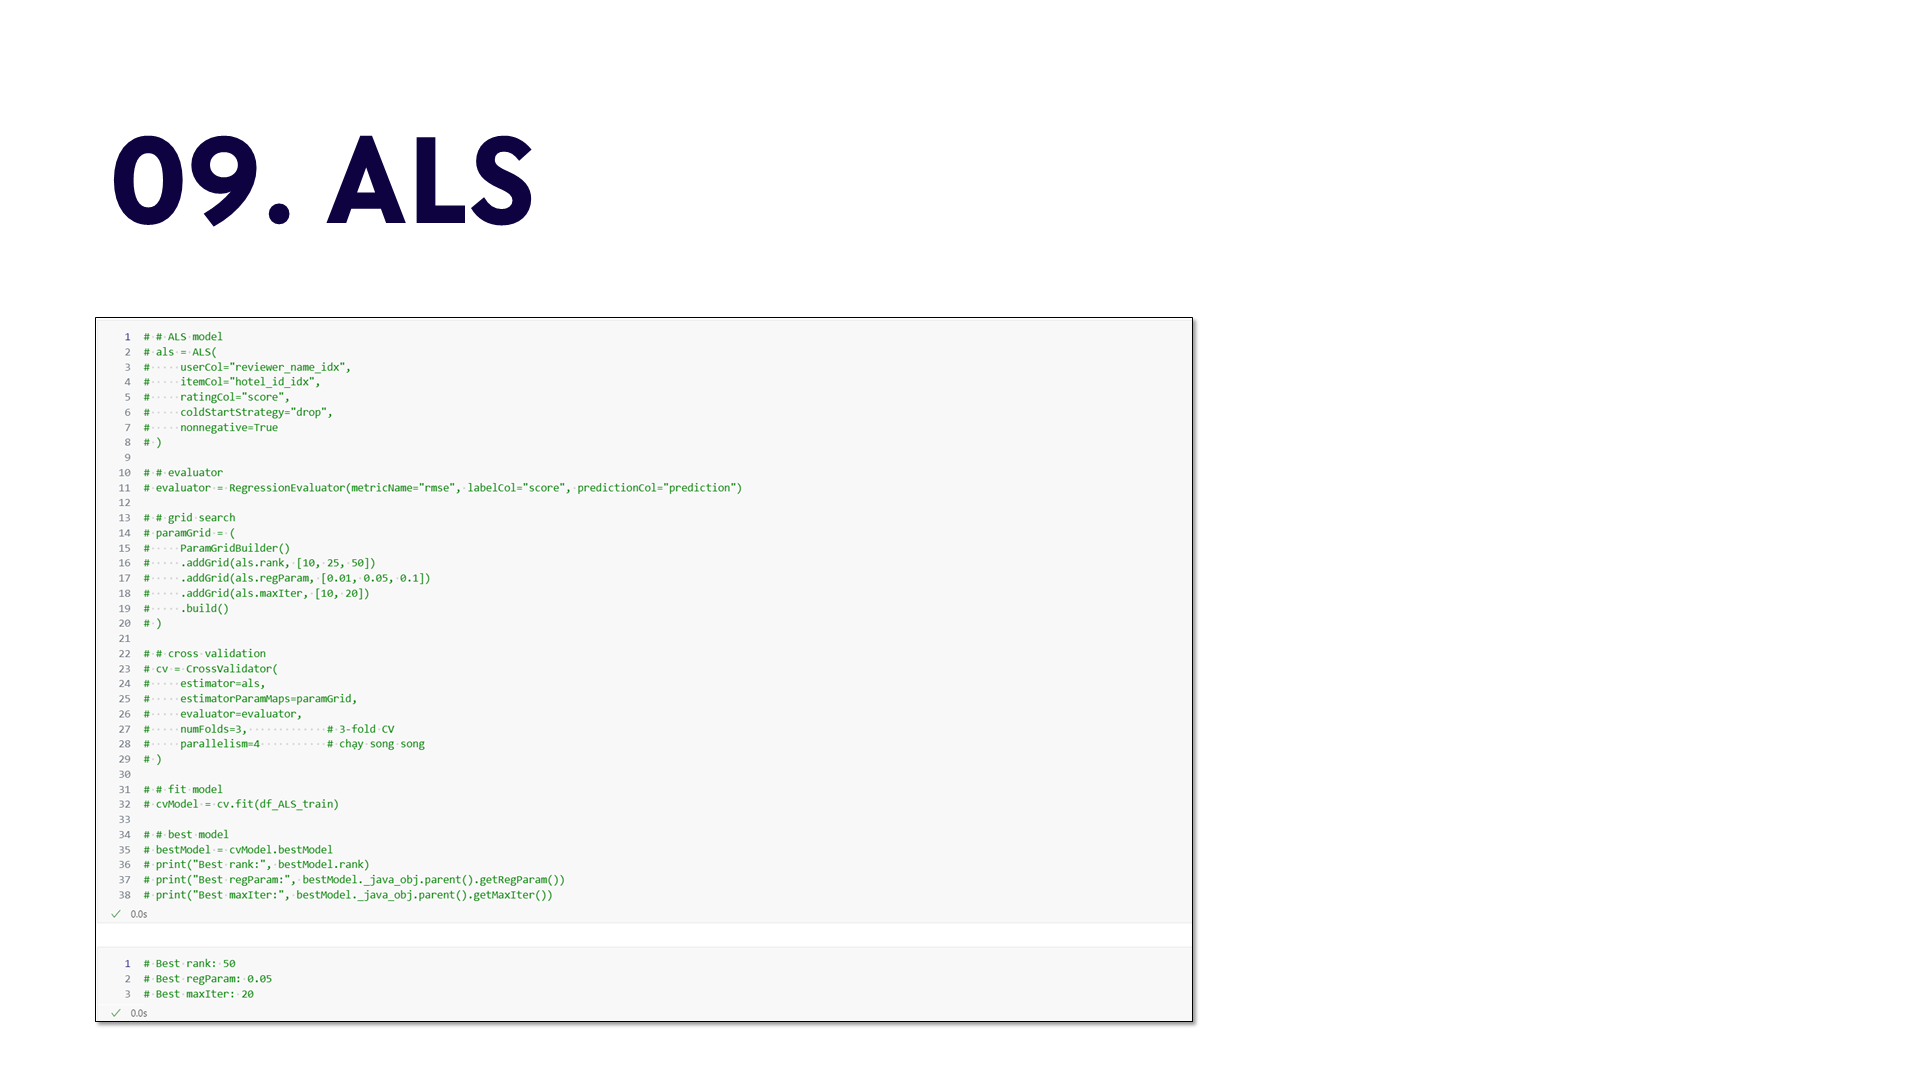 09. ALS
1 # # ALS model
2 # als = ALS(
3 #     userCol="reviewer_name_idx",
4 #     itemCol="hotel_id_idx",
5 #     ratingCol="score",
6 #     coldStartStrategy="drop",
7 #     nonnegative=True
8 # )
9
10 # # evaluator
11 # evaluator = RegressionEvaluator(metricName="rmse", labelCol="score", predictionCol="prediction")
12
13 # # grid search
14 # paramGrid = (
15 #     ParamGridBuilder()
16 #     .addGrid(als.rank, [10, 25, 50])
17 #     .addGrid(als.regParam, [0.01, 0.05, 0.1])
18 #     .addGrid(als.maxIter, [10, 20])
19 #     .build()
20 # )
21
22 # # cross validation
23 # cv = CrossValidator(
24 #     estimator=als,
25 #     estimatorParamMaps=paramGrid,
26 #     evaluator=evaluator,
27 #     numFolds=3,             # 3-fold CV
28 #     parallelism=4           # chạy song song
29 # )
30
31 # # fit model
32 # cvModel = cv.fit(df_ALS_train)
33
34 # # best model
35 # bestModel = cvModel.bestModel
36 # print("Best rank:", bestModel.rank)
37 # print("Best regParam:", bestModel._java_obj.parent().getRegParam())
38 # print("Best maxIter:", bestModel._java_obj.parent().getMaxIter())
✓ 0.0s
1 # Best rank: 50
2 # Best regParam: 0.05
3 # Best maxIter: 20
✓ 0.0s